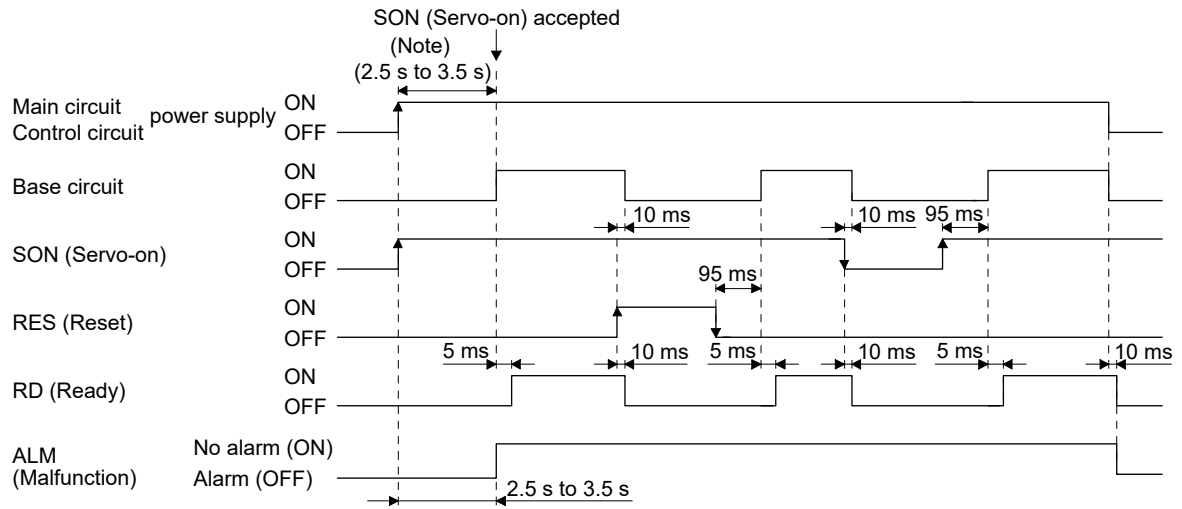 SON (Servo-on) accepted
(Note)
(2.5 s to 3.5 s)
Main circuit
Control circuit
power supply
ON
OFF
Base circuit
ON
OFF
10 ms
10 ms
95 ms
SON (Servo-on)
ON
OFF
95 ms
RES (Reset)
ON
OFF
5 ms
10 ms
5 ms
10 ms
5 ms
10 ms
RD (Ready)
ON
OFF
ALM
(Malfunction)
No alarm (ON)
Alarm (OFF)
2.5 s to 3.5 s